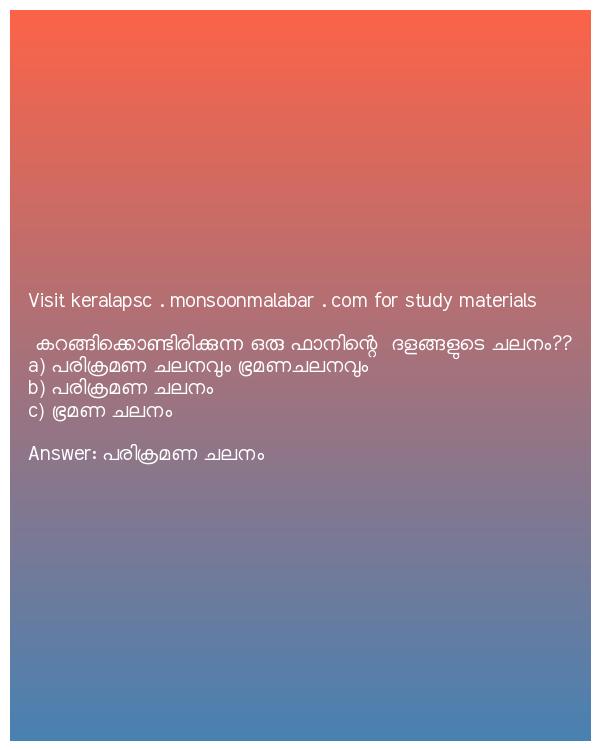 Visit keralapsc . monsoonmalabar . com for study materials
കറങ്ങിക്കൊണ്ടിരിക്കുന്ന ഒരു ഫാനിന്റെ ദളങ്ങളുടെ ചലനം??
a) പരിക്രമണ ചലനവും ഭ്രമണചലനവും
b) പരിക്രമണ ചലനം
c) ഭ്രമണ ചലനം
Answer: പരിക്രമണ ചലനം